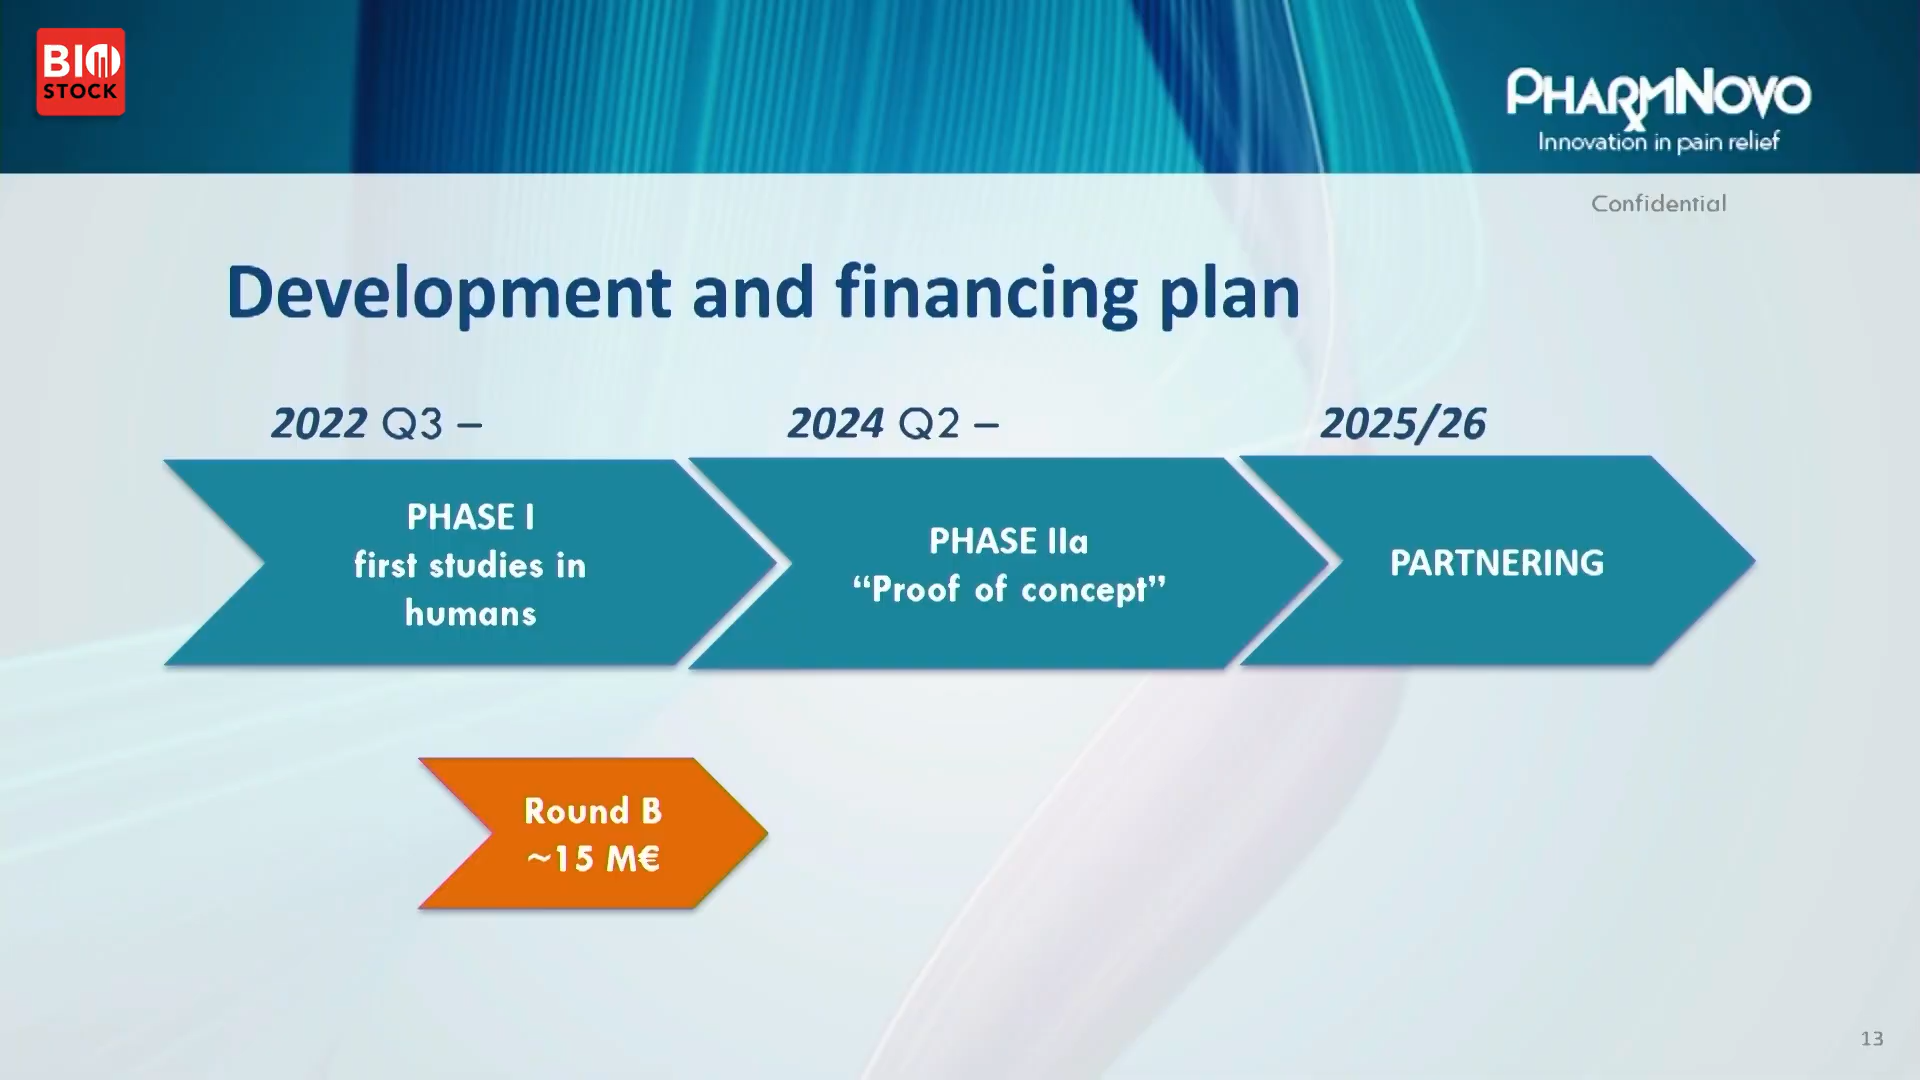 BIO
STOCK
PHARMNOVO
Innovation in pain relief
Confidential
Development and financing plan
2022 Q3 –
2024 Q2 –
2025/26
PHASE I
first studies in
humans
PHASE IIa
“Proof of concept”
PARTNERING
Round B
~15 M€
13